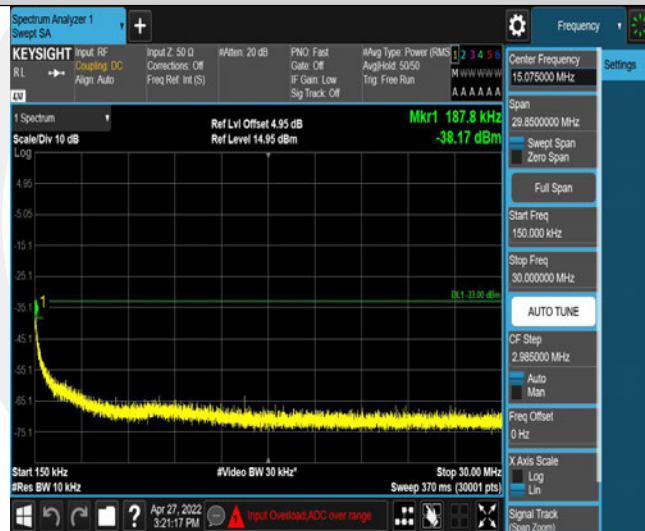 Spectrum Analyzer 1
Swept SA
Frequency
KEYSIGHT
Input: RF
Coupling: DC
Align: Auto
RL
LXI
Input Z: 50 Ω
Corrections: Off
Freq Ref: Int (S)
#Atten: 20 dB
PNO: Fast
Gate: Off
IF Gain: Low
Sig Track: Off
#Avg Type: Power (RMS
Avg|Hold: 50/50
Trig: Free Run
1 2 3 4 5 6
M W W W W W
A A A A A A
Center Frequency
15.075000 MHz
Settings
1 Spectrum
Scale/Div 10 dB
Ref Lvl Offset 4.95 dB
Ref Level 14.95 dBm
Mkr1 187.8 kHz
-38.17 dBm
Log
4.95
-5.05
-15.1
-25.1
-35.1
-45.1
-55.1
-65.1
-75.1
1
DL1 -33.00 dBm
Start 150 kHz
#Res BW 10 kHz
#Video BW 30 kHz*
Stop 30.00 MHz
Sweep 370 ms (30001 pts)
Span
29.8500000 MHz
Swept Span
Zero Span
Full Span
Start Freq
150.000 kHz
Stop Freq
30.000000 MHz
AUTO TUNE
CF Step
2.985000 MHz
Auto
Man
Freq Offset
0 Hz
X Axis Scale
Log
Lin
Signal Track
(Span Zoom)
?
Apr 27, 2022
3:21:17 PM
Input Overload;ADC over range